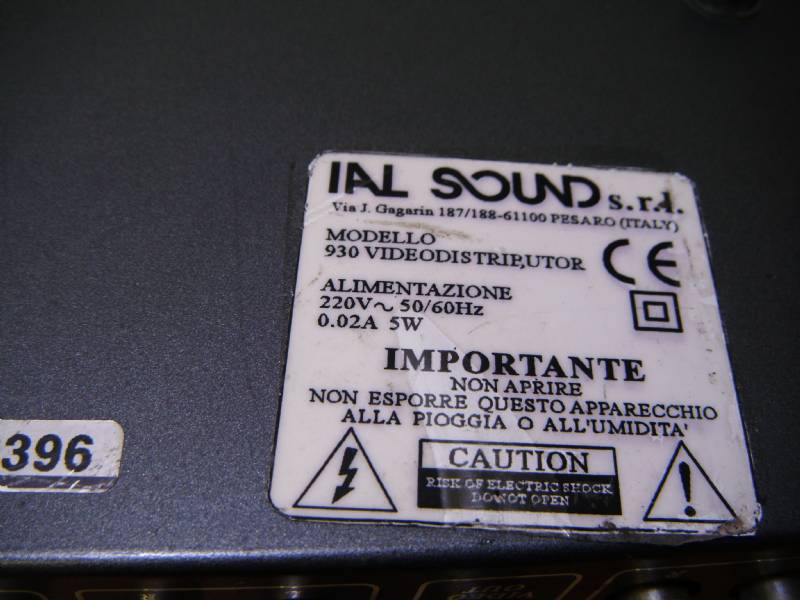 IAL SOUND s.r.l.
Via J. Gagarin 187/188-61100 PESARO (ITALY)
MODELLO
930 VIDEODISTRIBUTOR
CE
ALIMENTAZIONE
220V~ 50/60Hz
0.02A 5W
IMPORTANTE
NON APRIRE
NON ESPORRE QUESTO APPARECCHIO
ALLA PIOGGIA O ALL'UMIDITA'
396
CAUTION
RISK OF ELECTRIC SHOCK
DO NOT OPEN
!
OUT